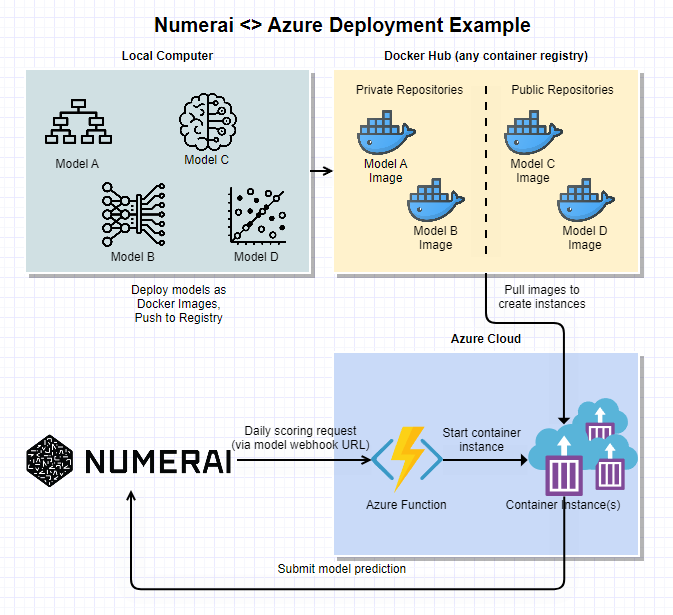 Numerai <> Azure Deployment Example
Local Computer
Docker Hub (any container registry)
Private Repositories
Public Repositories
Model A
Model C
Model B
Model D
Model A
Image
Model C
Image
Model B
Image
Model D
Image
Deploy models as
Docker Images,
Push to Registry
Pull images to
create instances
Azure Cloud
NUMERAI
Daily scoring request
(via model webhook URL)
Start container
instance
Azure Function
Container Instance(s)
Submit model prediction